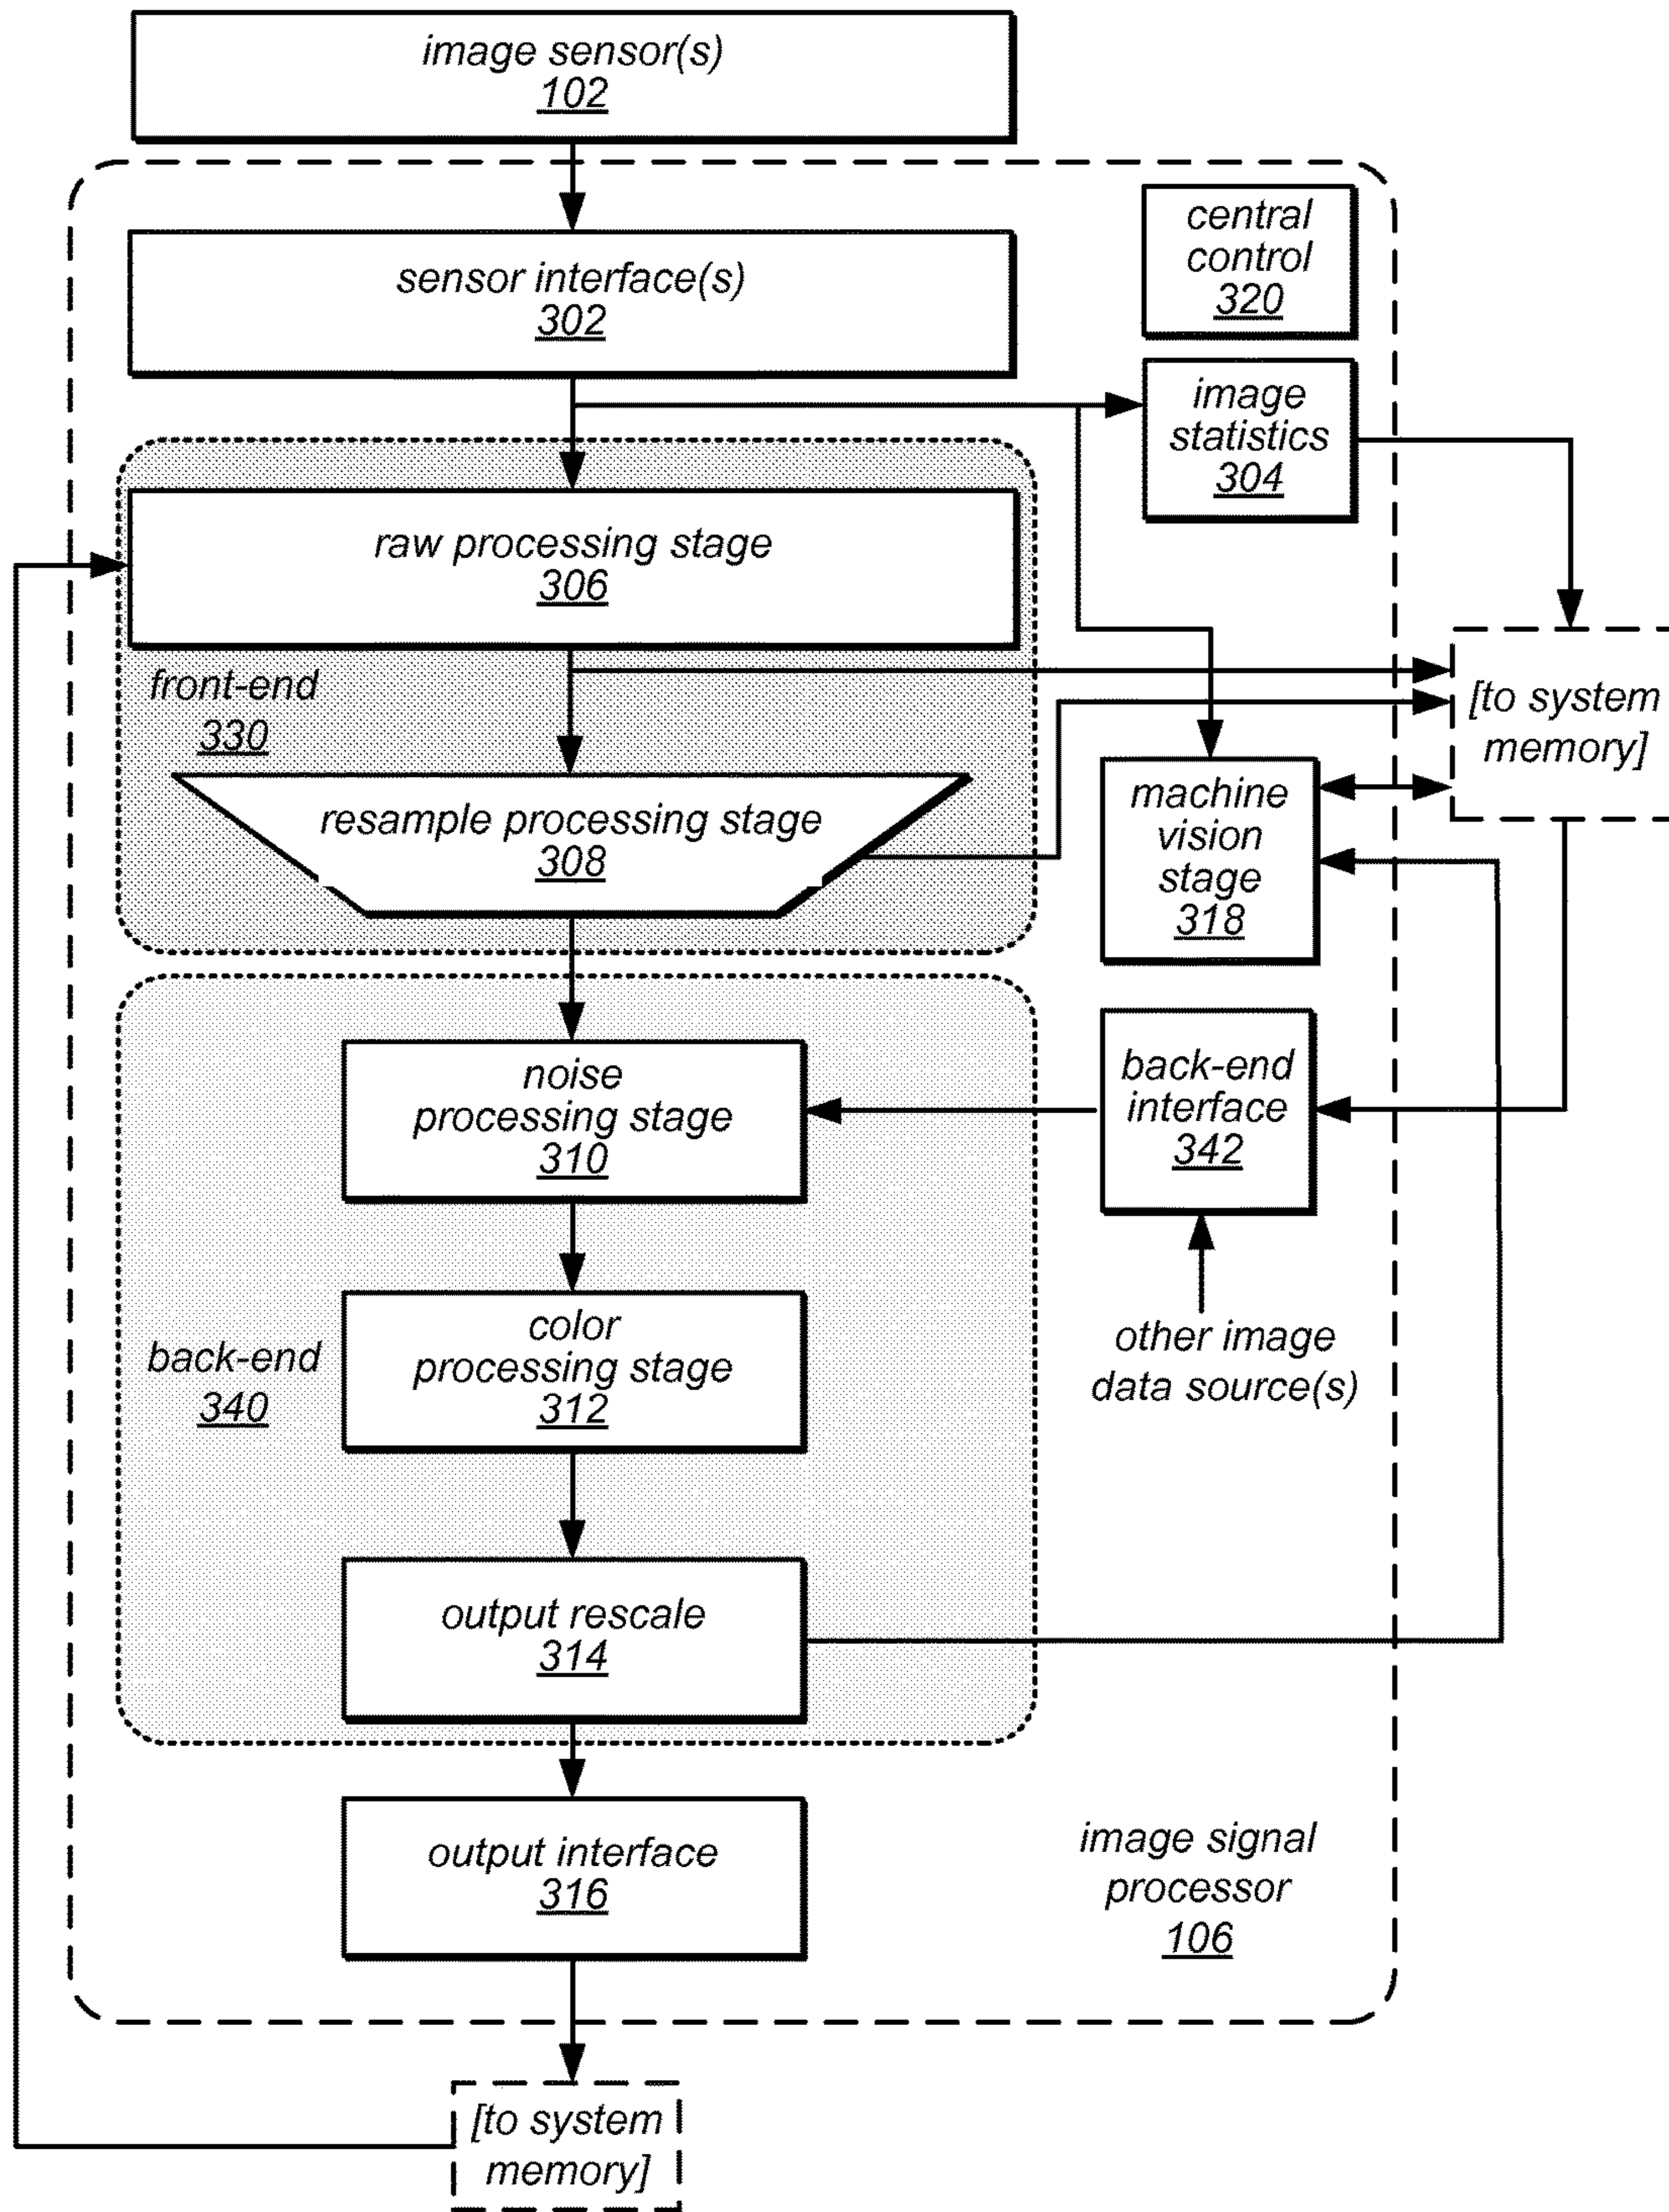 image sensor(s)
102
central
control
320
sensor interface(s)
302
image
statistics
304
raw processing stage
306
front-end
330
[to system
memory]
resample processing stage
308
machine
vision
stage
318
noise
processing stage
310
back-end
interface
342
color
processing stage
312
other image
data source(s)
back-end
340
output rescale
314
output interface
316
image signal
processor
106
[to system
memory]